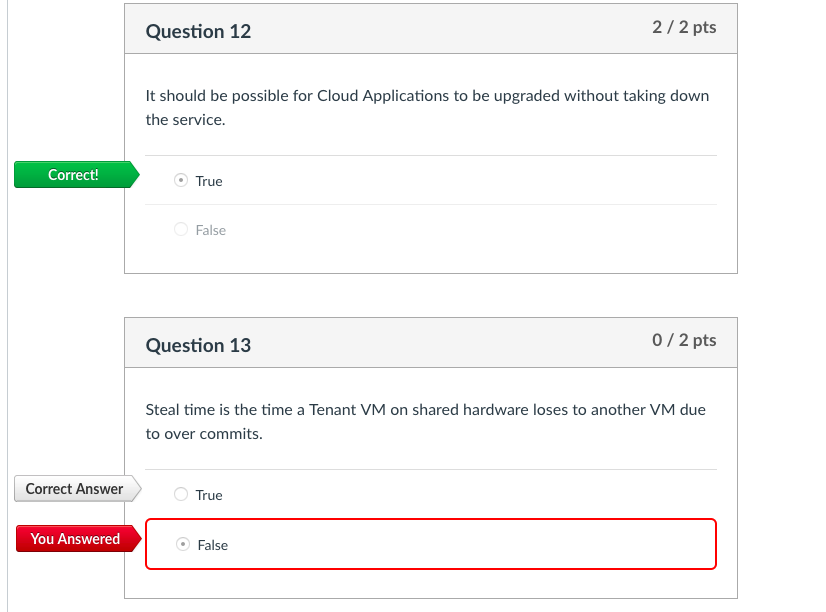 Question 12
2 / 2 pts
It should be possible for Cloud Applications to be upgraded without taking down
the service.
Correct!
True
False
Question 13
0 / 2 pts
Steal time is the time a Tenant VM on shared hardware loses to another VM due
to over commits.
Correct Answer
True
You Answered
False